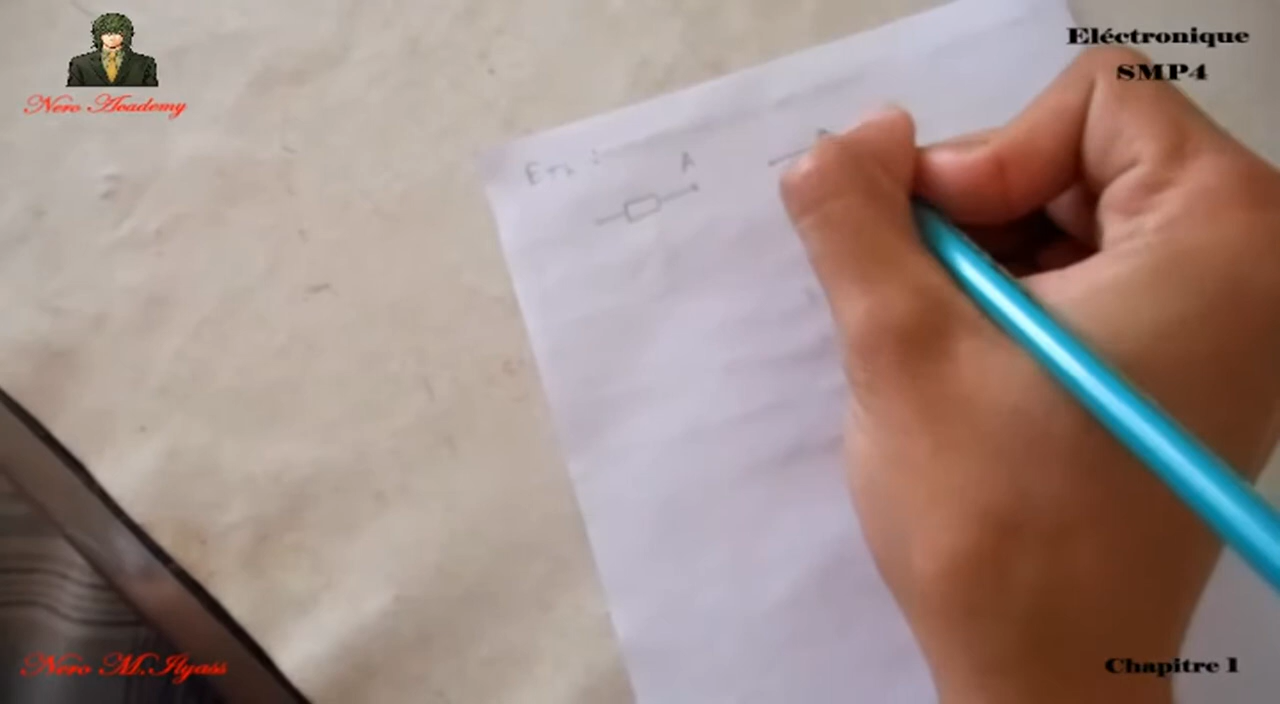 Nero Academy
Eléctronique
SMP4
A
Nero M.Ilyass
Chapitre 1